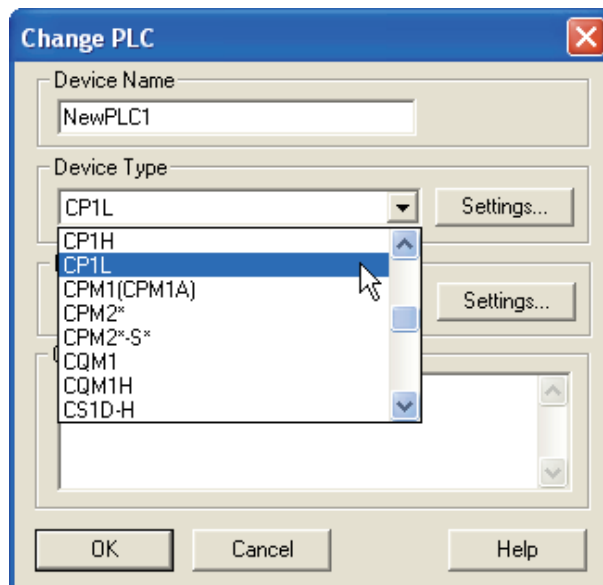 Change PLC
Device Name
NewPLC1
Device Type
CP1L
Settings...
CP1H
CP1L
CPM1(CPM1A)
CPM2*
CPM2*-S*
CQM1
CQM1H
CS1D-H
Settings...
OK
Cancel
Help